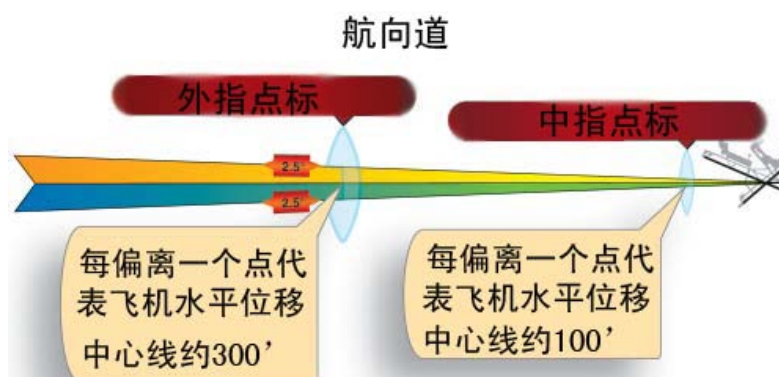 航向道
外指点标
中指点标
2.5°
2.5°
每偏离一个点代
表飞机水平位移
中心线约300'
每偏离一个点代
表飞机水平位移
中心线约100'